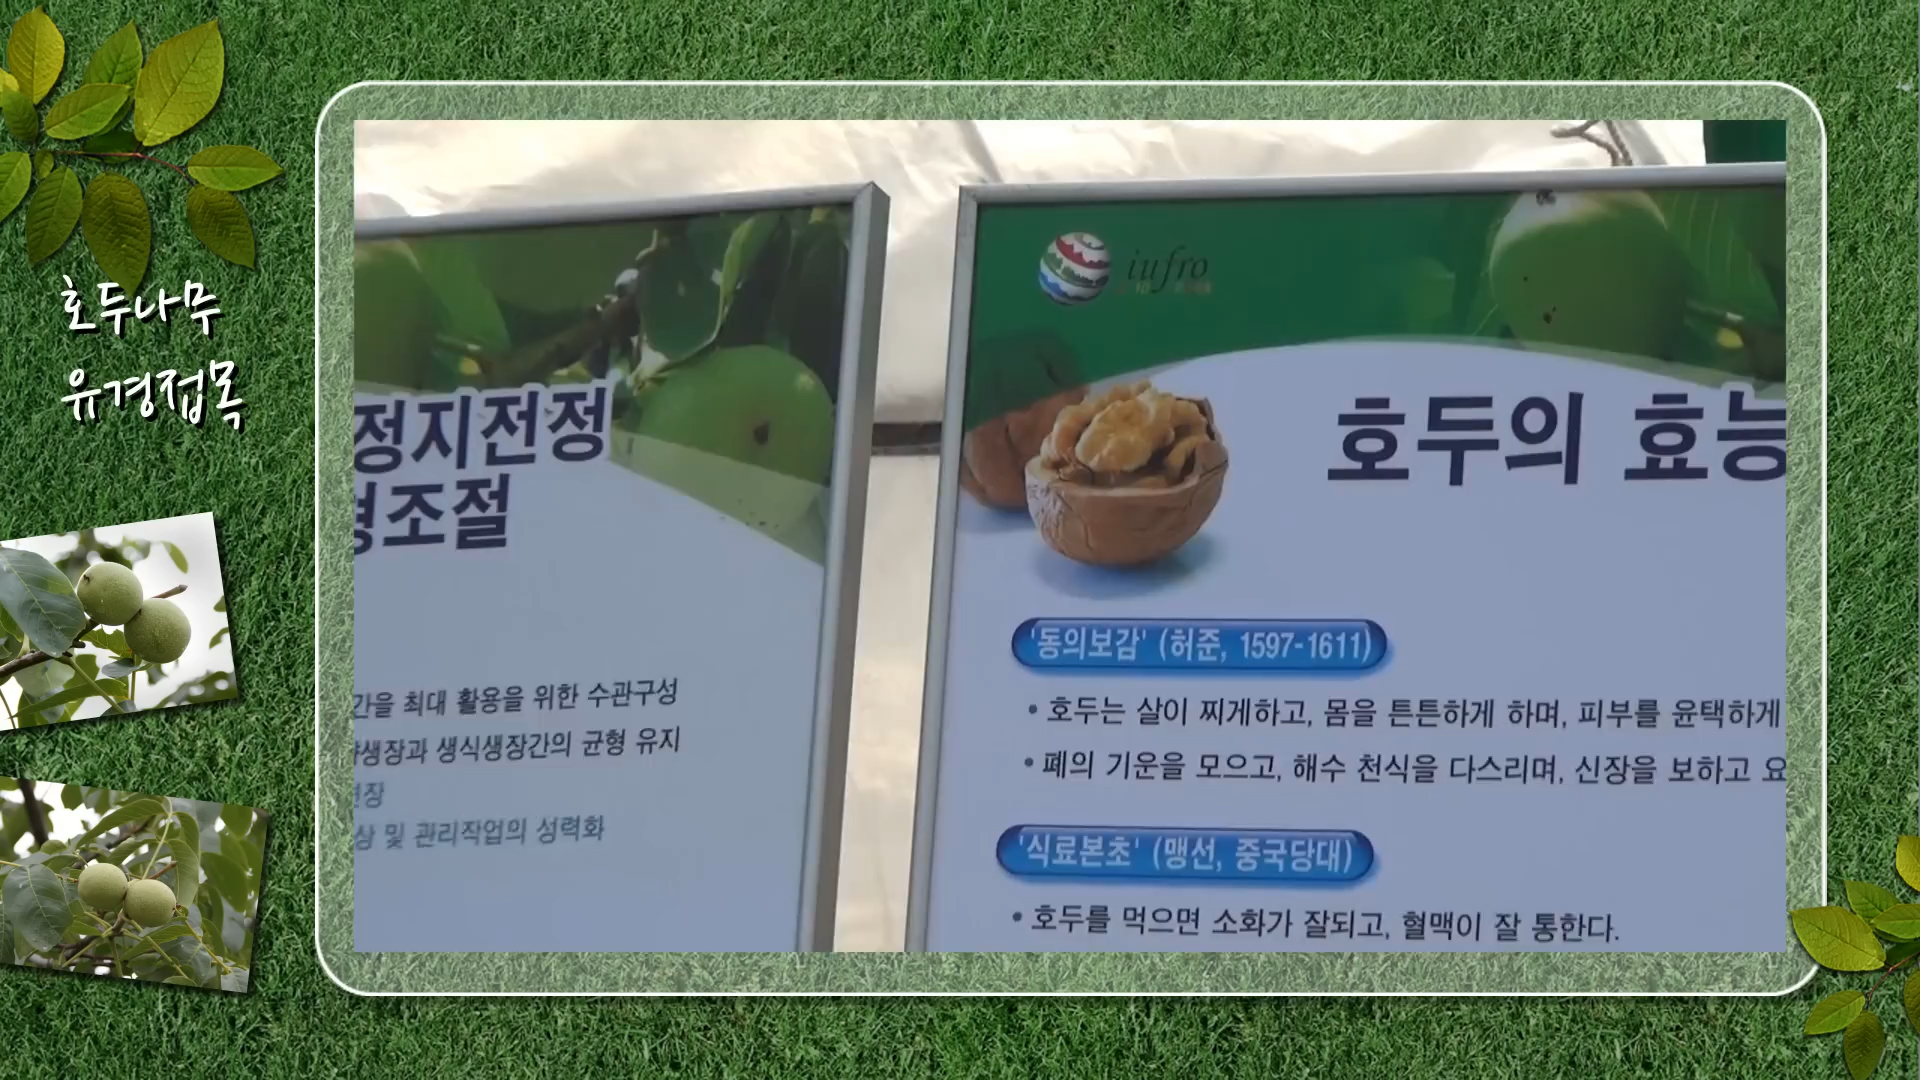 호두나무
유경접목
정지전정
형조절
간을 최대 활용을 위한 수관구성
생장과 생식생장간의 균형 유지
연장
상 및 관리작업의 성력화
iufro
호두의 효능
'동의보감' (허준, 1597-1611)
• 호두는 살이 찌게하고, 몸을 튼튼하게 하며, 피부를 윤택하게
• 폐의 기운을 모으고, 해수 천식을 다스리며, 신장을 보하고 요
'식료본초' (맹선, 중국당대)
• 호두를 먹으면 소화가 잘되고, 혈맥이 잘 통한다.